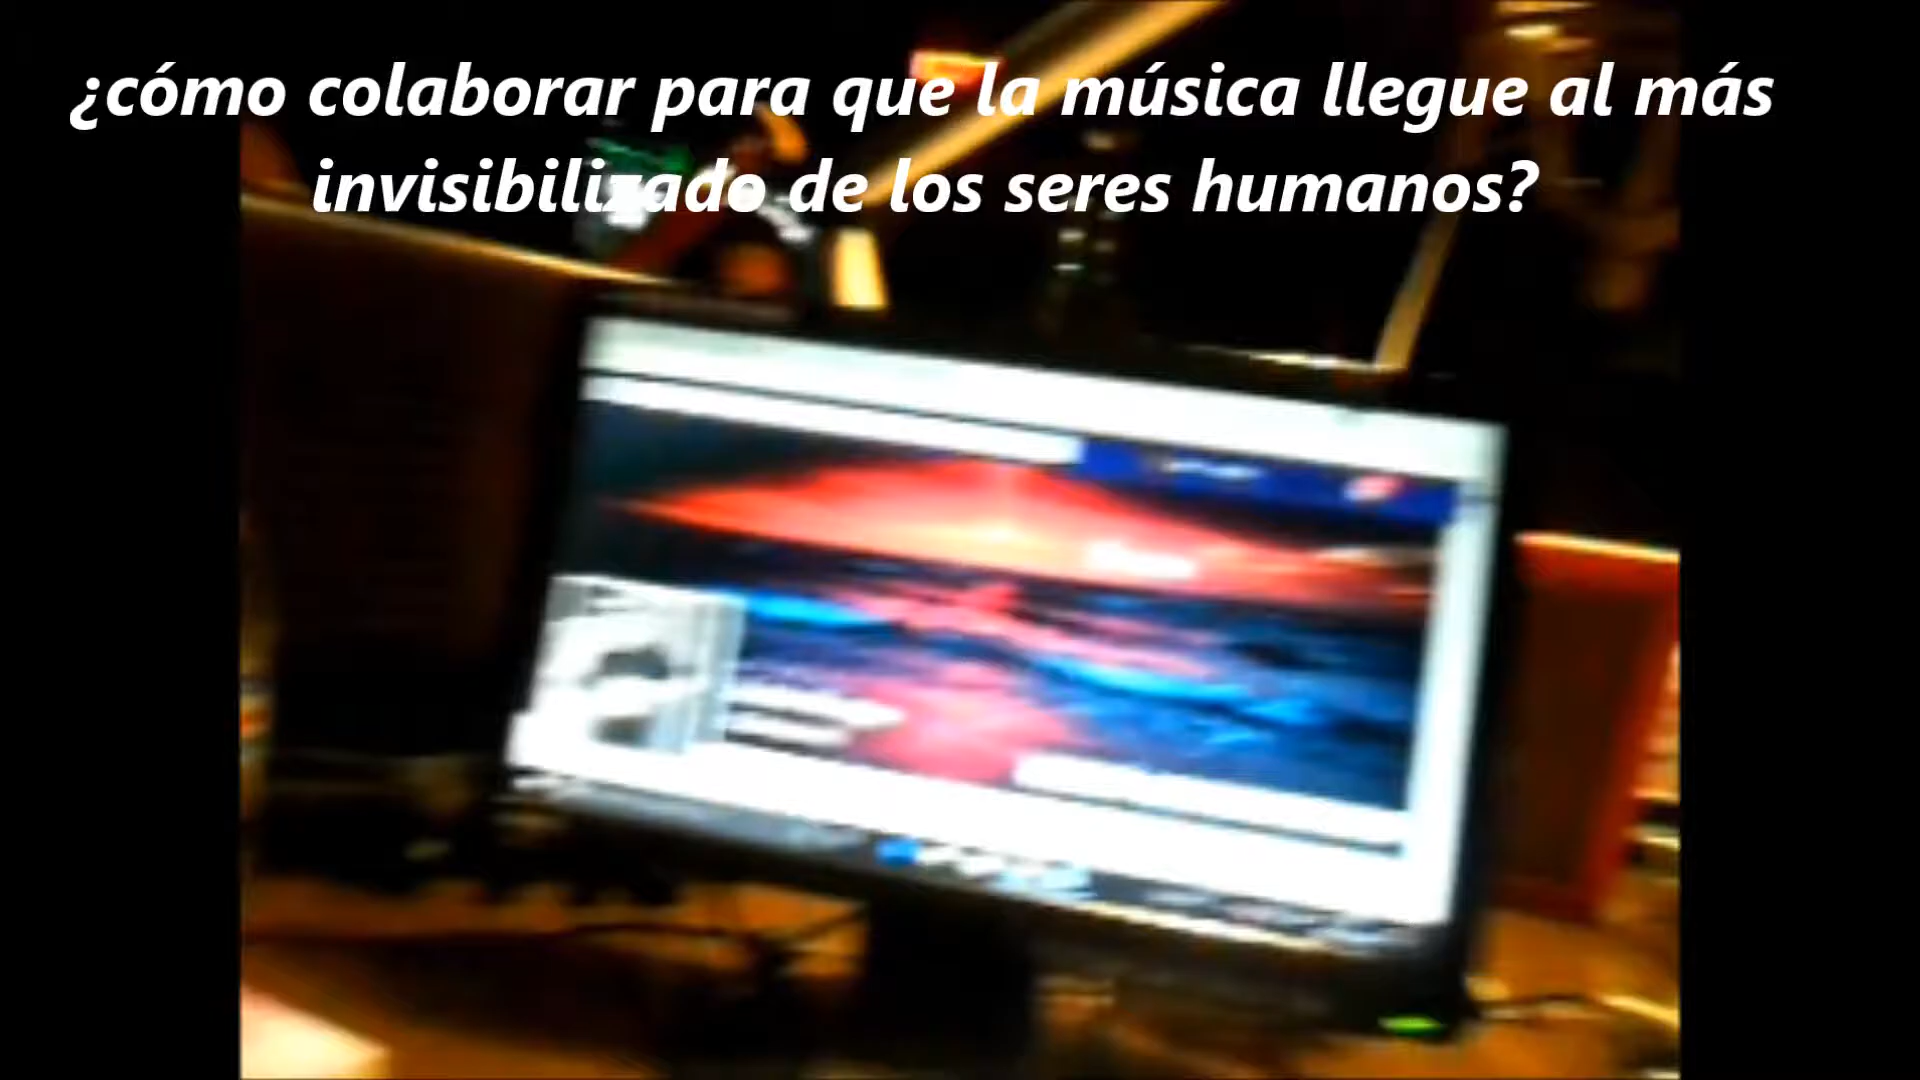 ¿cómo colaborar para que la música llegue al más
invisibilizado de los seres humanos?